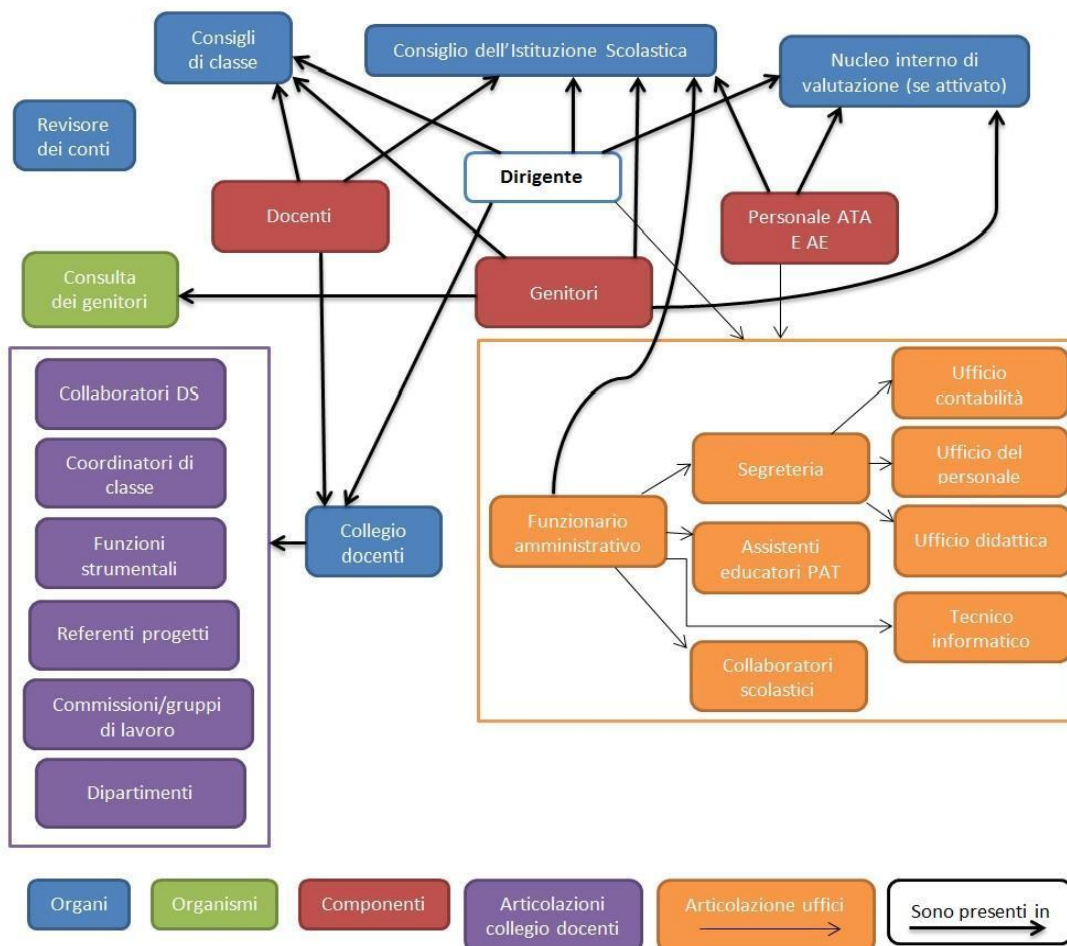 Consigli
di classe
Consiglio dell'Istituzione Scolastica
Nucleo interno di
valutazione (se attivato)
Revisore
dei conti
Dirigente
Docenti
Personale ATA
E AE
Consulta
dei genitori
Genitori
Collaboratori DS
Coordinatori di
classe
Funzioni
strumentali
Referenti progetti
Commissioni/gruppi
di lavoro
Dipartimenti
Collegio
docenti
Funzionario
amministrativo
Segreteria
Assistenti
educatori PAT
Collaboratori
scolastici
Ufficio
contabilità
Ufficio del
personale
Ufficio didattica
Tecnico
informatico
Organi
Organismi
Componenti
Articolazioni
collegio docenti
Articolazione uffici
Sono presenti in